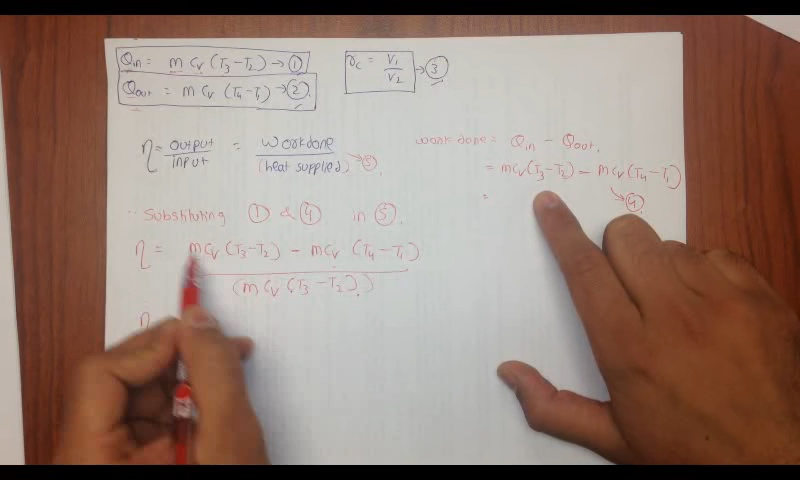 Qin = m Cv (T3-T2) → ①
Qout = m Cv (T4-T1) → ②
rc = V1/V2 → ③
η = output/input = workdone/(heat supplied) → ⑤
workdone = Qin - Qout.
= mCv(T3-T2) - mCv(T4-T1)
→ ④
=
∴ Substituting ① & ④ in ⑤.
η = mCv (T3-T2) - mCv (T4-T1)
(m Cv (T3-T2))
η